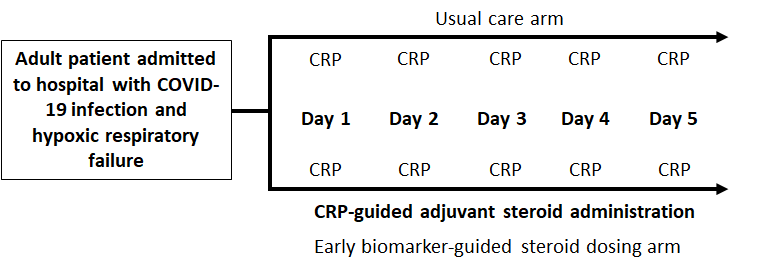 Usual care arm
Adult patient admitted
to hospital with COVID-
19 infection and
hypoxic respiratory
failure
CRP CRP CRP CRP CRP
Day 1 Day 2 Day 3 Day 4 Day 5
CRP CRP CRP CRP CRP
CRP-guided adjuvant steroid administration
Early biomarker-guided steroid dosing arm